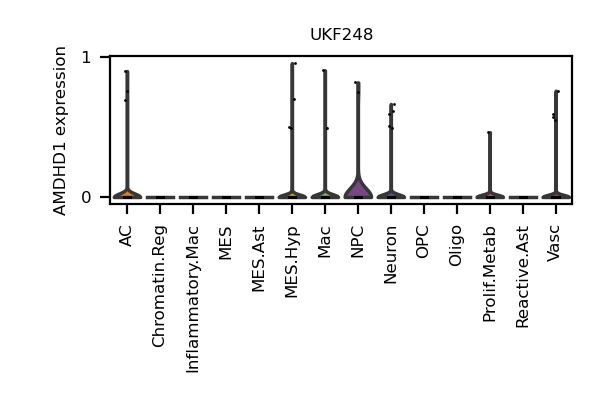 UKF248
AMDHD1 expression
1
0
AC
Chromatin.Reg
Inflammatory.Mac
MES
MES.Ast
MES.Hyp
Mac
NPC
Neuron
OPC
Oligo
Prolif.Metab
Reactive.Ast
Vasc